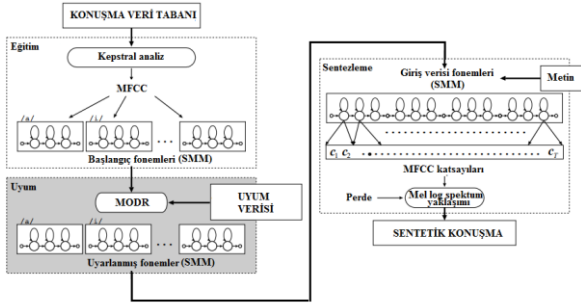 KONUŞMA VERİ TABANI
Eğitim
Kepstral analiz
MFCC
/a/ /i/
. . .
Başlangıç fonemleri (SMM)
Uyum
MODR
UYUM
VERİSİ
/a/ /i/
. . .
Uyarlanmış fonemler (SMM)
Sentezleme
Giriş verisi fonemleri
(SMM)
Metin
c1 c2 cT
MFCC katsayıları
Perde
Mel log spektum
yaklaşımı
SENTETİK KONUŞMA